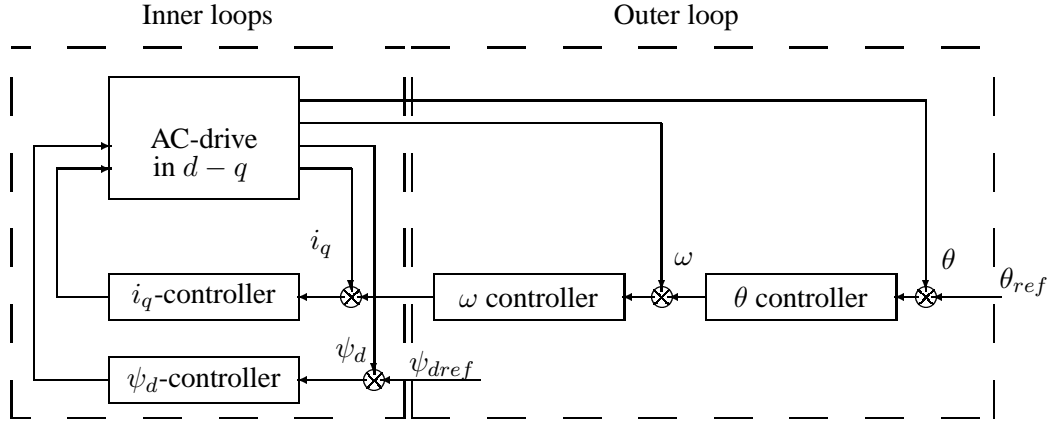 Inner loops
Outer loop
AC-drive
in d − q
i_q
ω
θ
θ_ref
i_q-controller
ω controller
θ controller
ψ_d
ψ_dref
ψ_d-controller